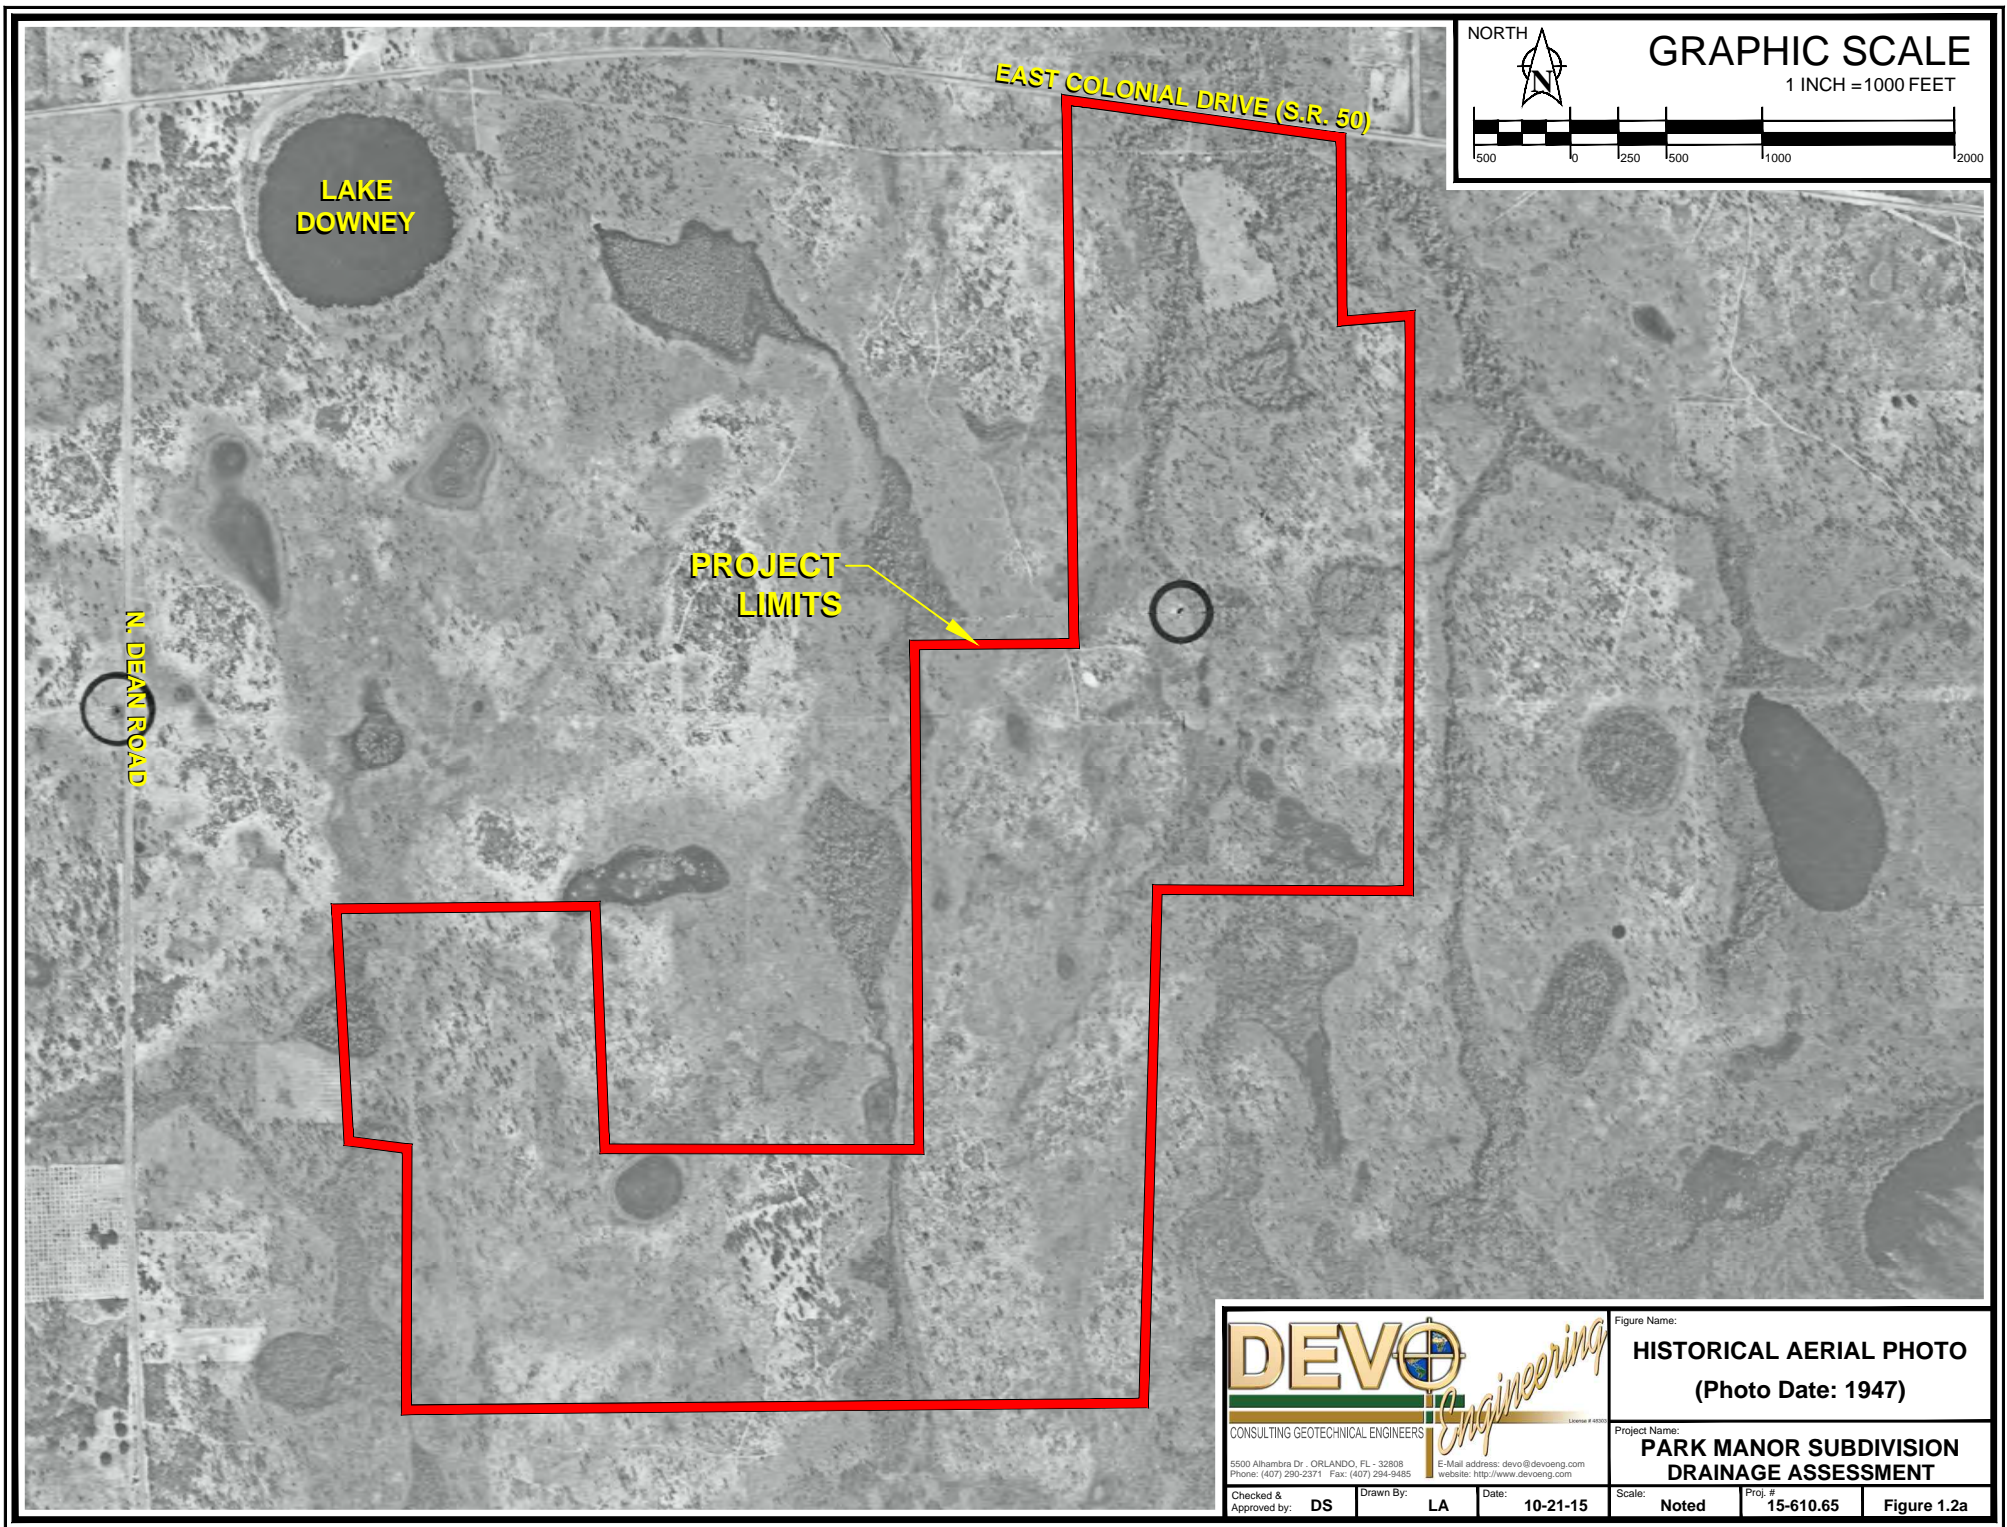 NORTH
N
GRAPHIC SCALE
1 INCH =1000 FEET
500 0 250 500 1000 2000
EAST COLONIAL DRIVE (S.R. 50)
LAKE
DOWNEY
PROJECT
LIMITS
N. DEAN ROAD
DEVO
Engineering
CONSULTING GEOTECHNICAL ENGINEERS
5500 Alhambra Dr . ORLANDO, FL - 32808
Phone: (407) 290-2371 Fax: (407) 294-9485
E-Mail address: devo@devoeng.com
website: http://www.devoeng.com
Figure Name:
HISTORICAL AERIAL PHOTO
(Photo Date: 1947)
Project Name:
PARK MANOR SUBDIVISION
DRAINAGE ASSESSMENT
Checked &
Approved by: DS
Drawn By: LA
Date: 10-21-15
Scale: Noted
Proj. # 15-610.65
Figure 1.2a